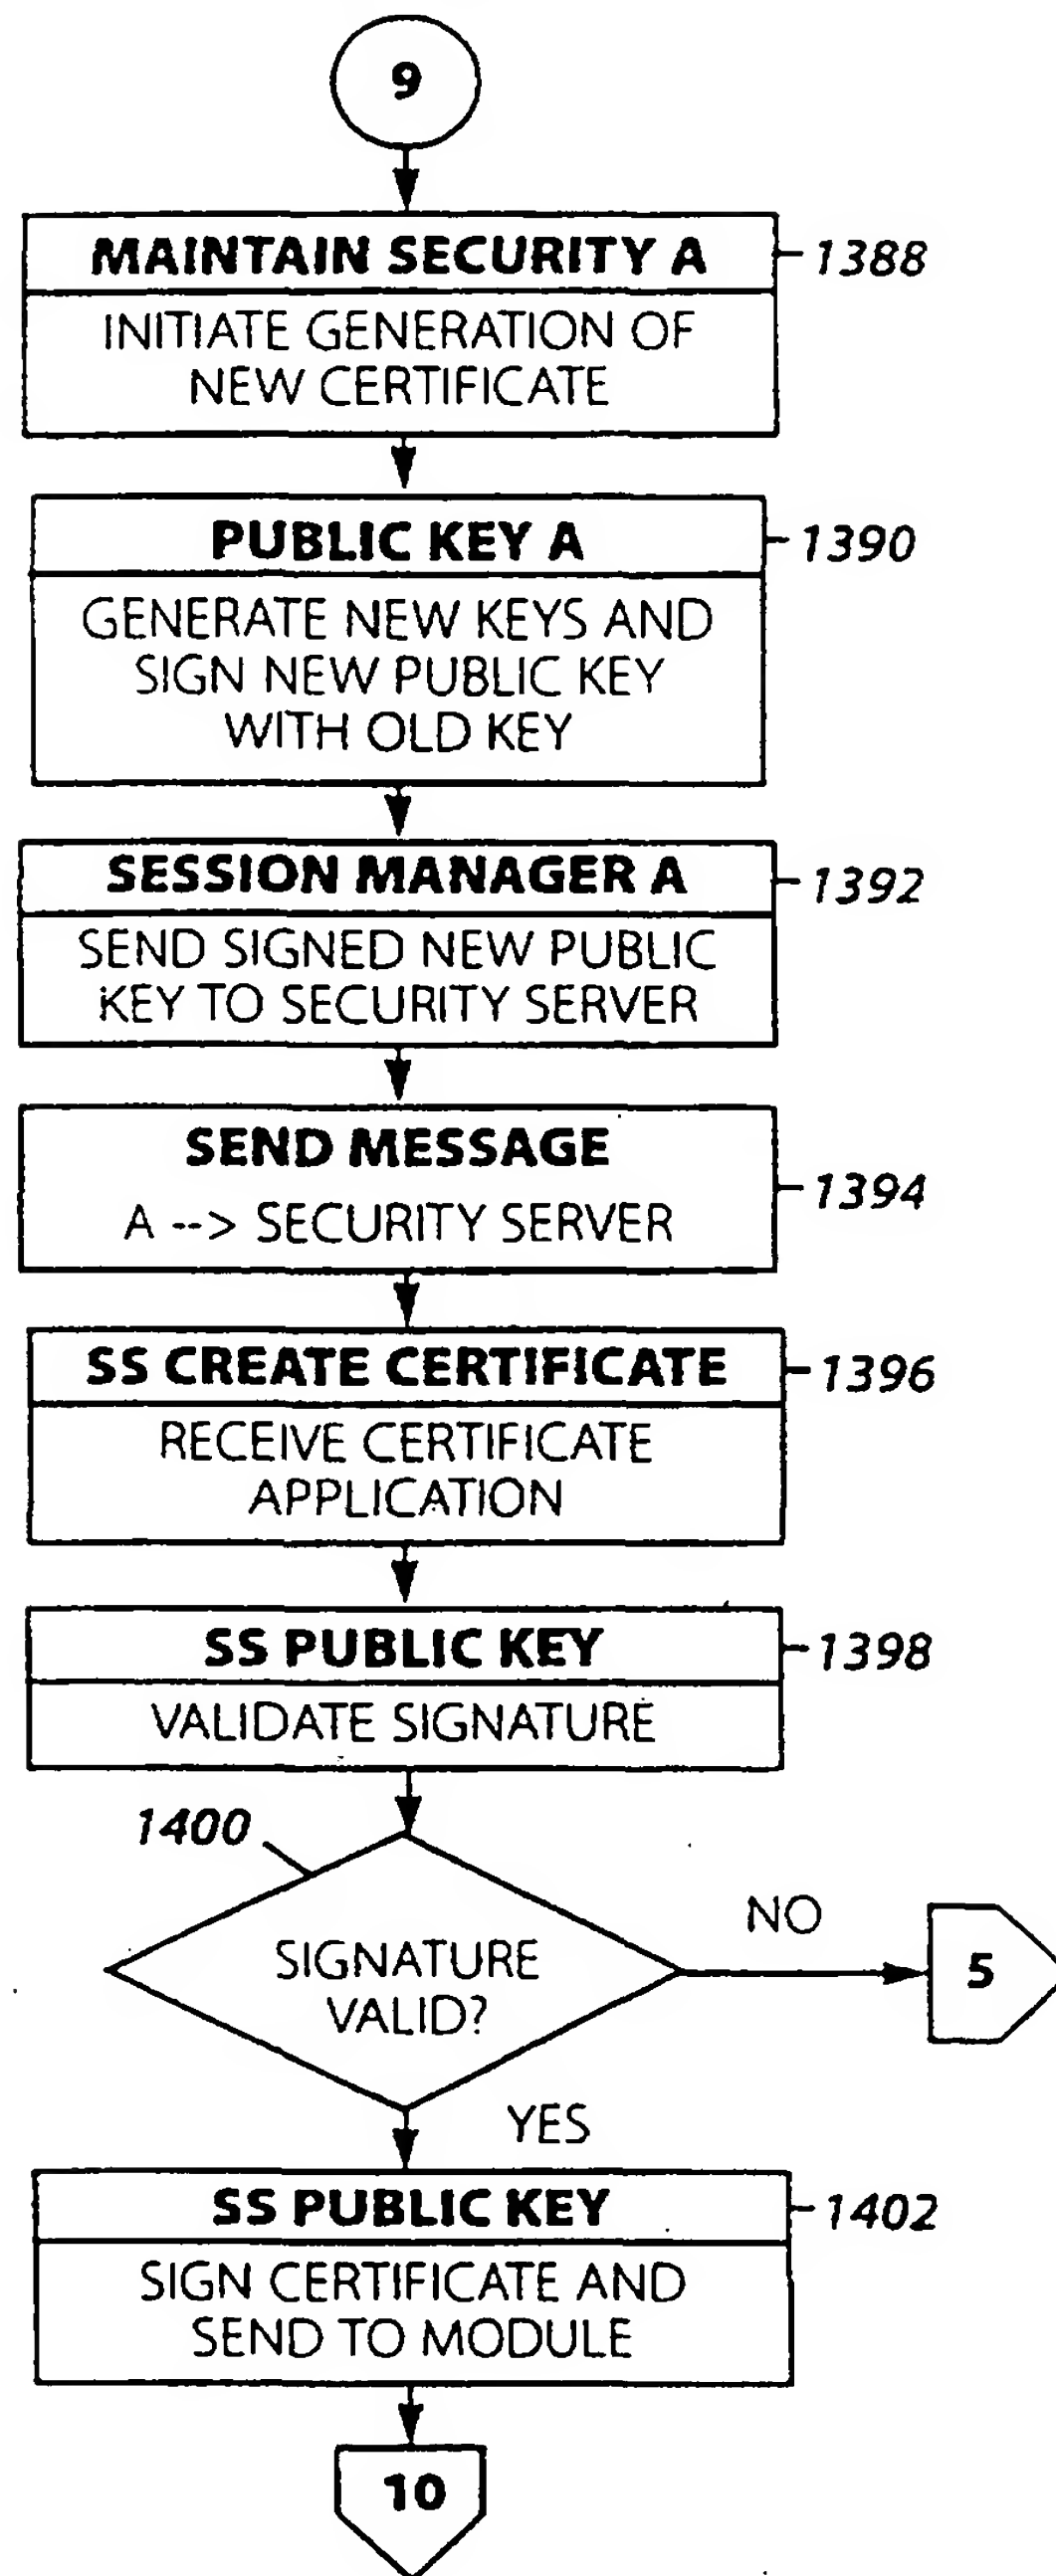 9
MAINTAIN SECURITY A
1388
INITIATE GENERATION OF
NEW CERTIFICATE
PUBLIC KEY A
1390
GENERATE NEW KEYS AND
SIGN NEW PUBLIC KEY
WITH OLD KEY
SESSION MANAGER A
1392
SEND SIGNED NEW PUBLIC
KEY TO SECURITY SERVER
SEND MESSAGE
1394
A --> SECURITY SERVER
SS CREATE CERTIFICATE
1396
RECEIVE CERTIFICATE
APPLICATION
SS PUBLIC KEY
1398
VALIDATE SIGNATURE
1400
SIGNATURE
VALID?
NO
5
YES
SS PUBLIC KEY
1402
SIGN CERTIFICATE AND
SEND TO MODULE
10